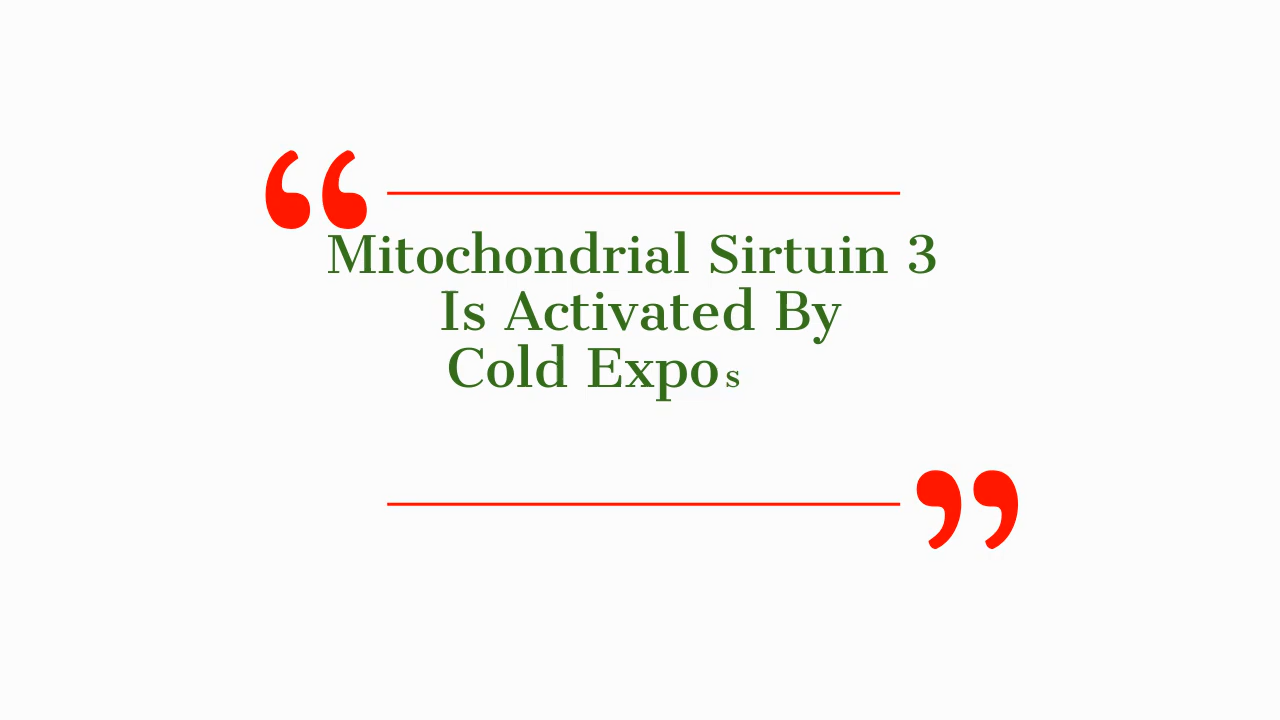 “
Mitochondrial Sirtuin 3
Is Activated By
Cold Expos
”